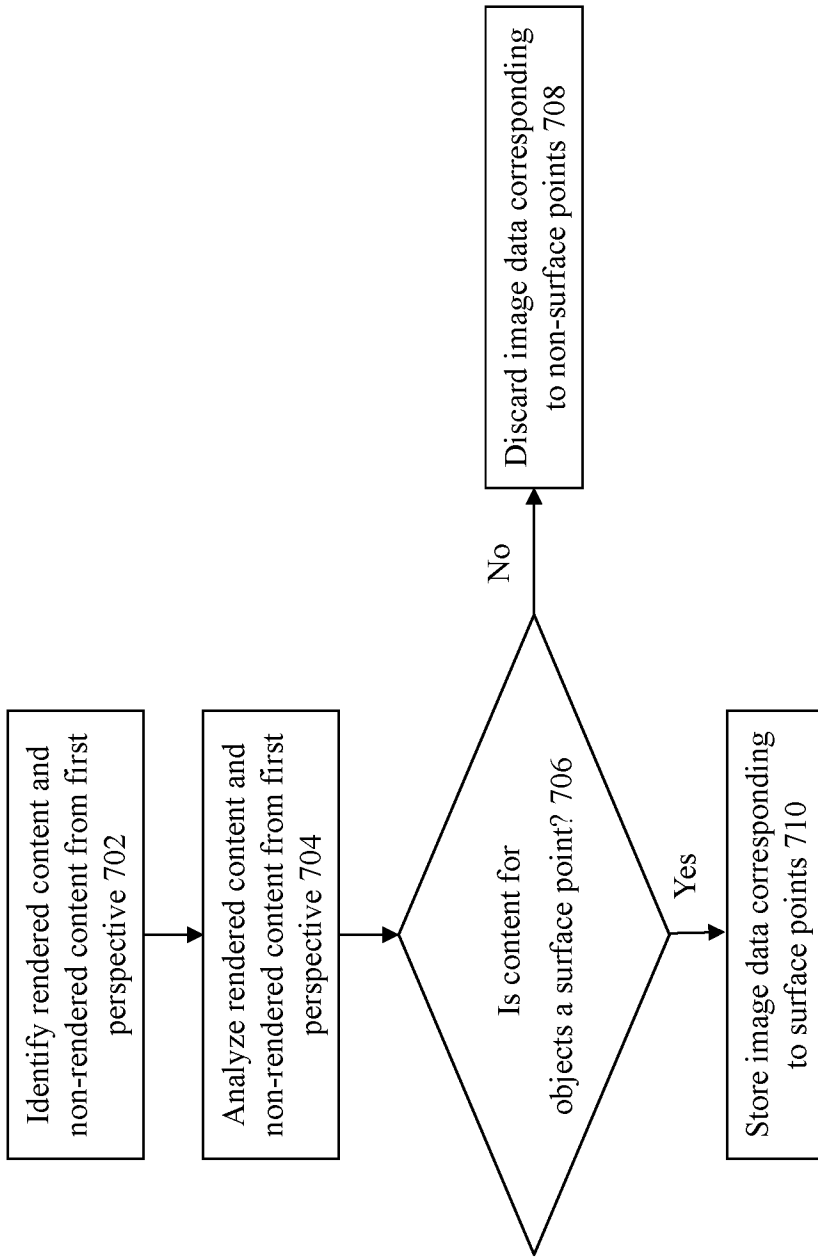 Identify rendered content and
non-rendered content from first
perspective 702
Analyze rendered content and
non-rendered content from first
perspective 704
Is content for
objects a surface point? 706
No
Discard image data corresponding
to non-surface points 708
Yes
Store image data corresponding
to surface points 710